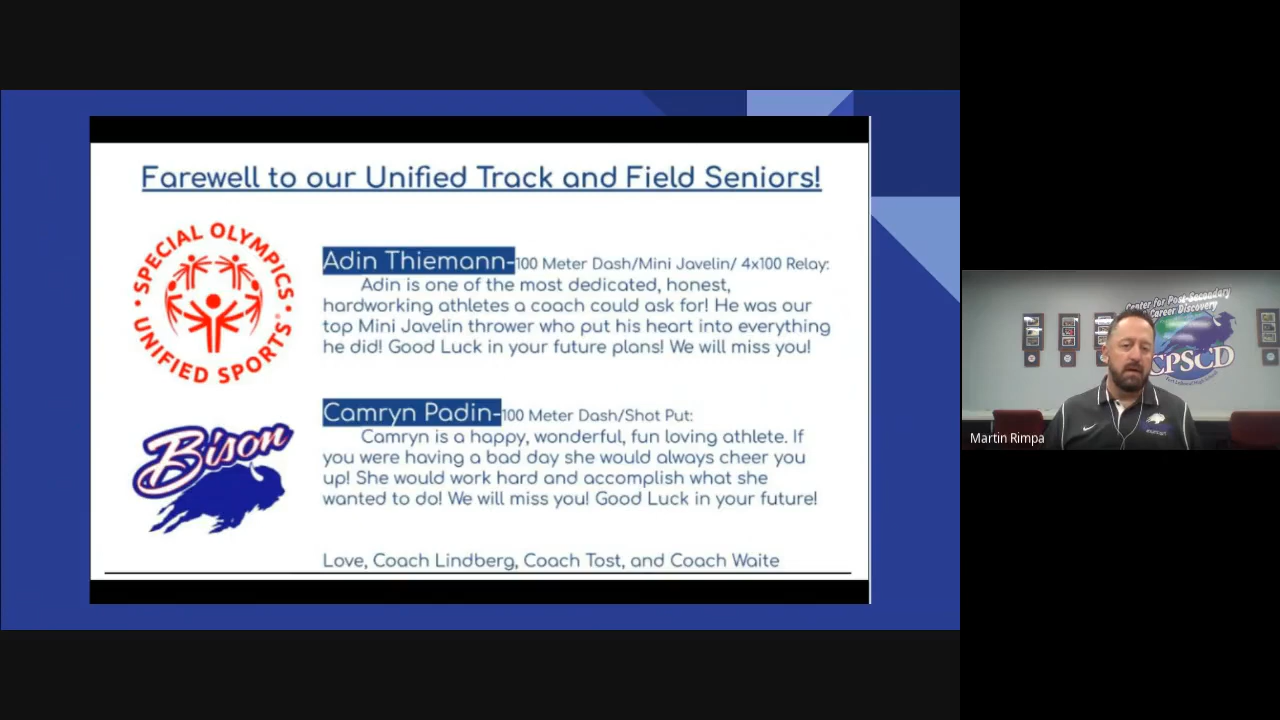 Farewell to our Unified Track and Field Seniors!
SPECIAL OLYMPICS
UNIFIED SPORTS
Adin Thiemann-100 Meter Dash/Mini Javelin/ 4x100 Relay:
Adin is one of the most dedicated, honest,
hardworking athletes a coach could ask for! He was our
top Mini Javelin thrower who put his heart into everything
he did! Good Luck in your future plans! We will miss you!
Bison
Camryn Padin-100 Meter Dash/Shot Put:
Camryn is a happy, wonderful, fun loving athlete. If
you were having a bad day she would always cheer you
up! She would work hard and accomplish what she
wanted to do! We will miss you! Good Luck in your future!
Love, Coach Lindberg, Coach Tost, and Coach Waite
Center for Post-Secondary
Career Discovery
CPSCD
Martin Rimpa